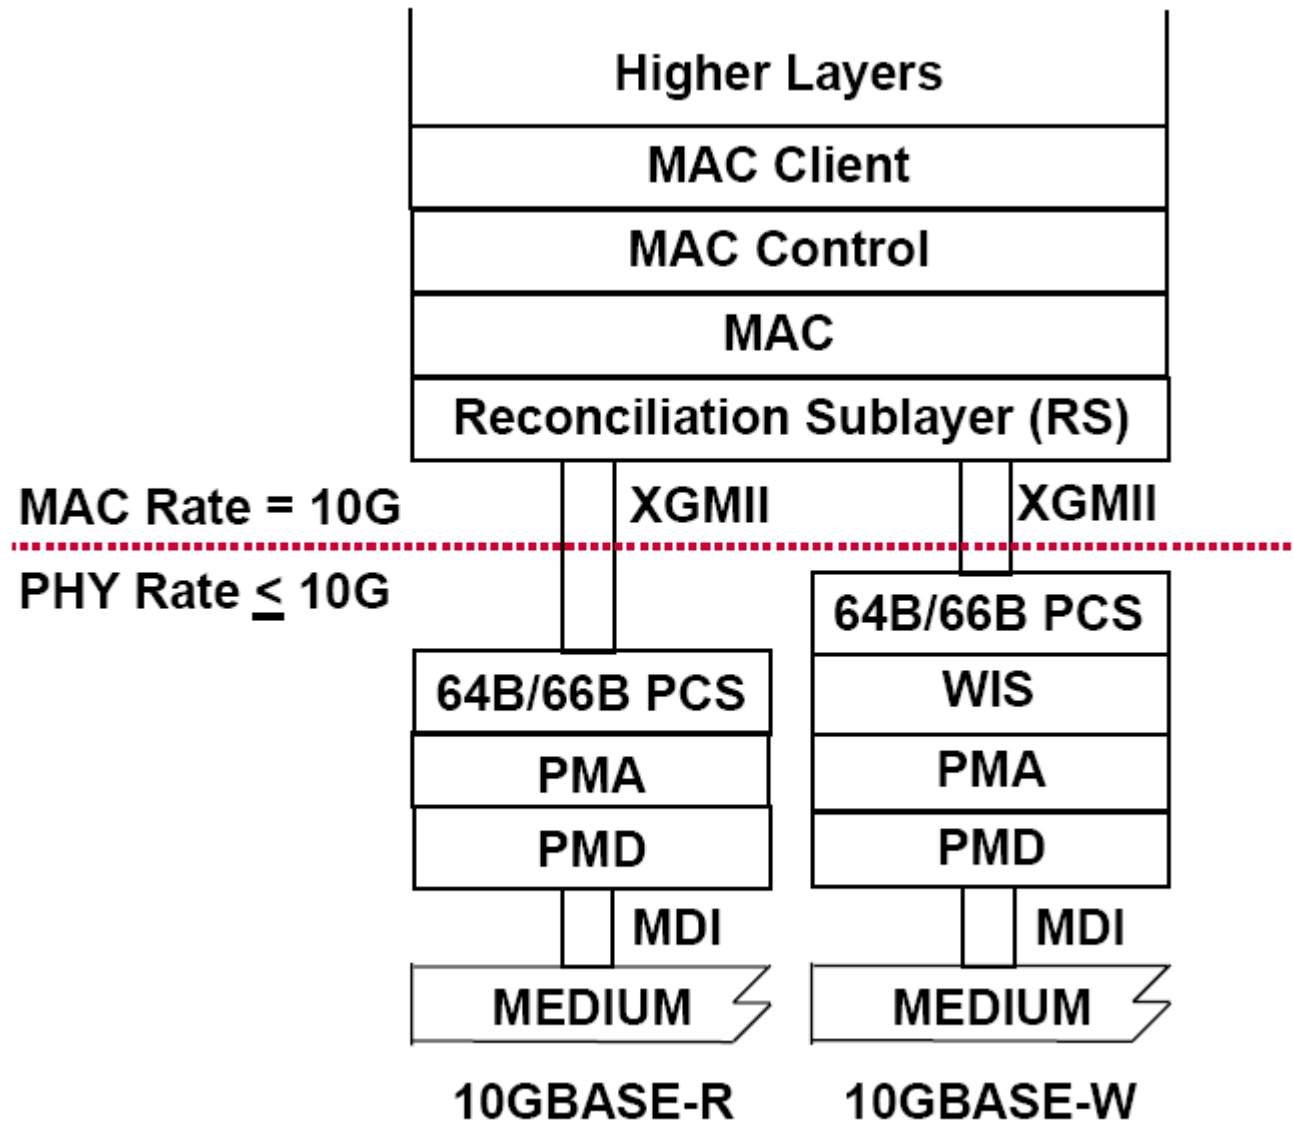 Higher Layers
MAC Client
MAC Control
MAC
Reconciliation Sublayer (RS)
MAC Rate = 10G
XGMII
XGMII
PHY Rate ≤ 10G
64B/66B PCS
PMA
PMD
MDI
MEDIUM
10GBASE-R
64B/66B PCS
WIS
PMA
PMD
MDI
MEDIUM
10GBASE-W